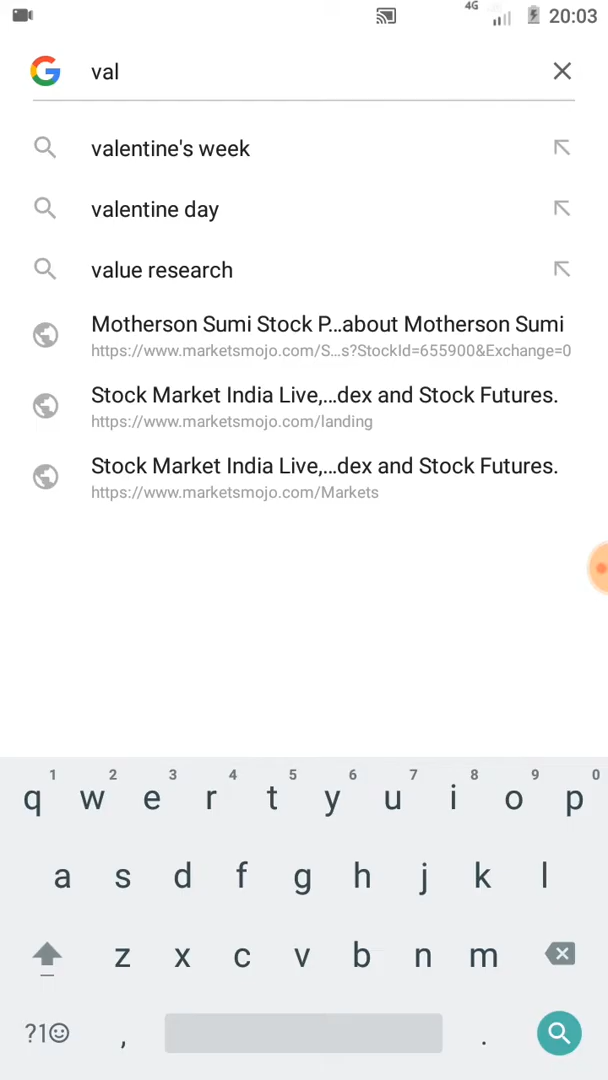 4G 20:03
val
valentine's week
valentine day
value research
Motherson Sumi Stock P...about Motherson Sumi
https://www.marketsmojo.com/S...s?StockId=655900&Exchange=0
Stock Market India Live,...dex and Stock Futures.
https://www.marketsmojo.com/landing
Stock Market India Live,...dex and Stock Futures.
https://www.marketsmojo.com/Markets
1 2 3 4 5 6 7 8 9 0
q w e r t y u i o p
a s d f g h j k l
z x c v b n m
?1☺ , .